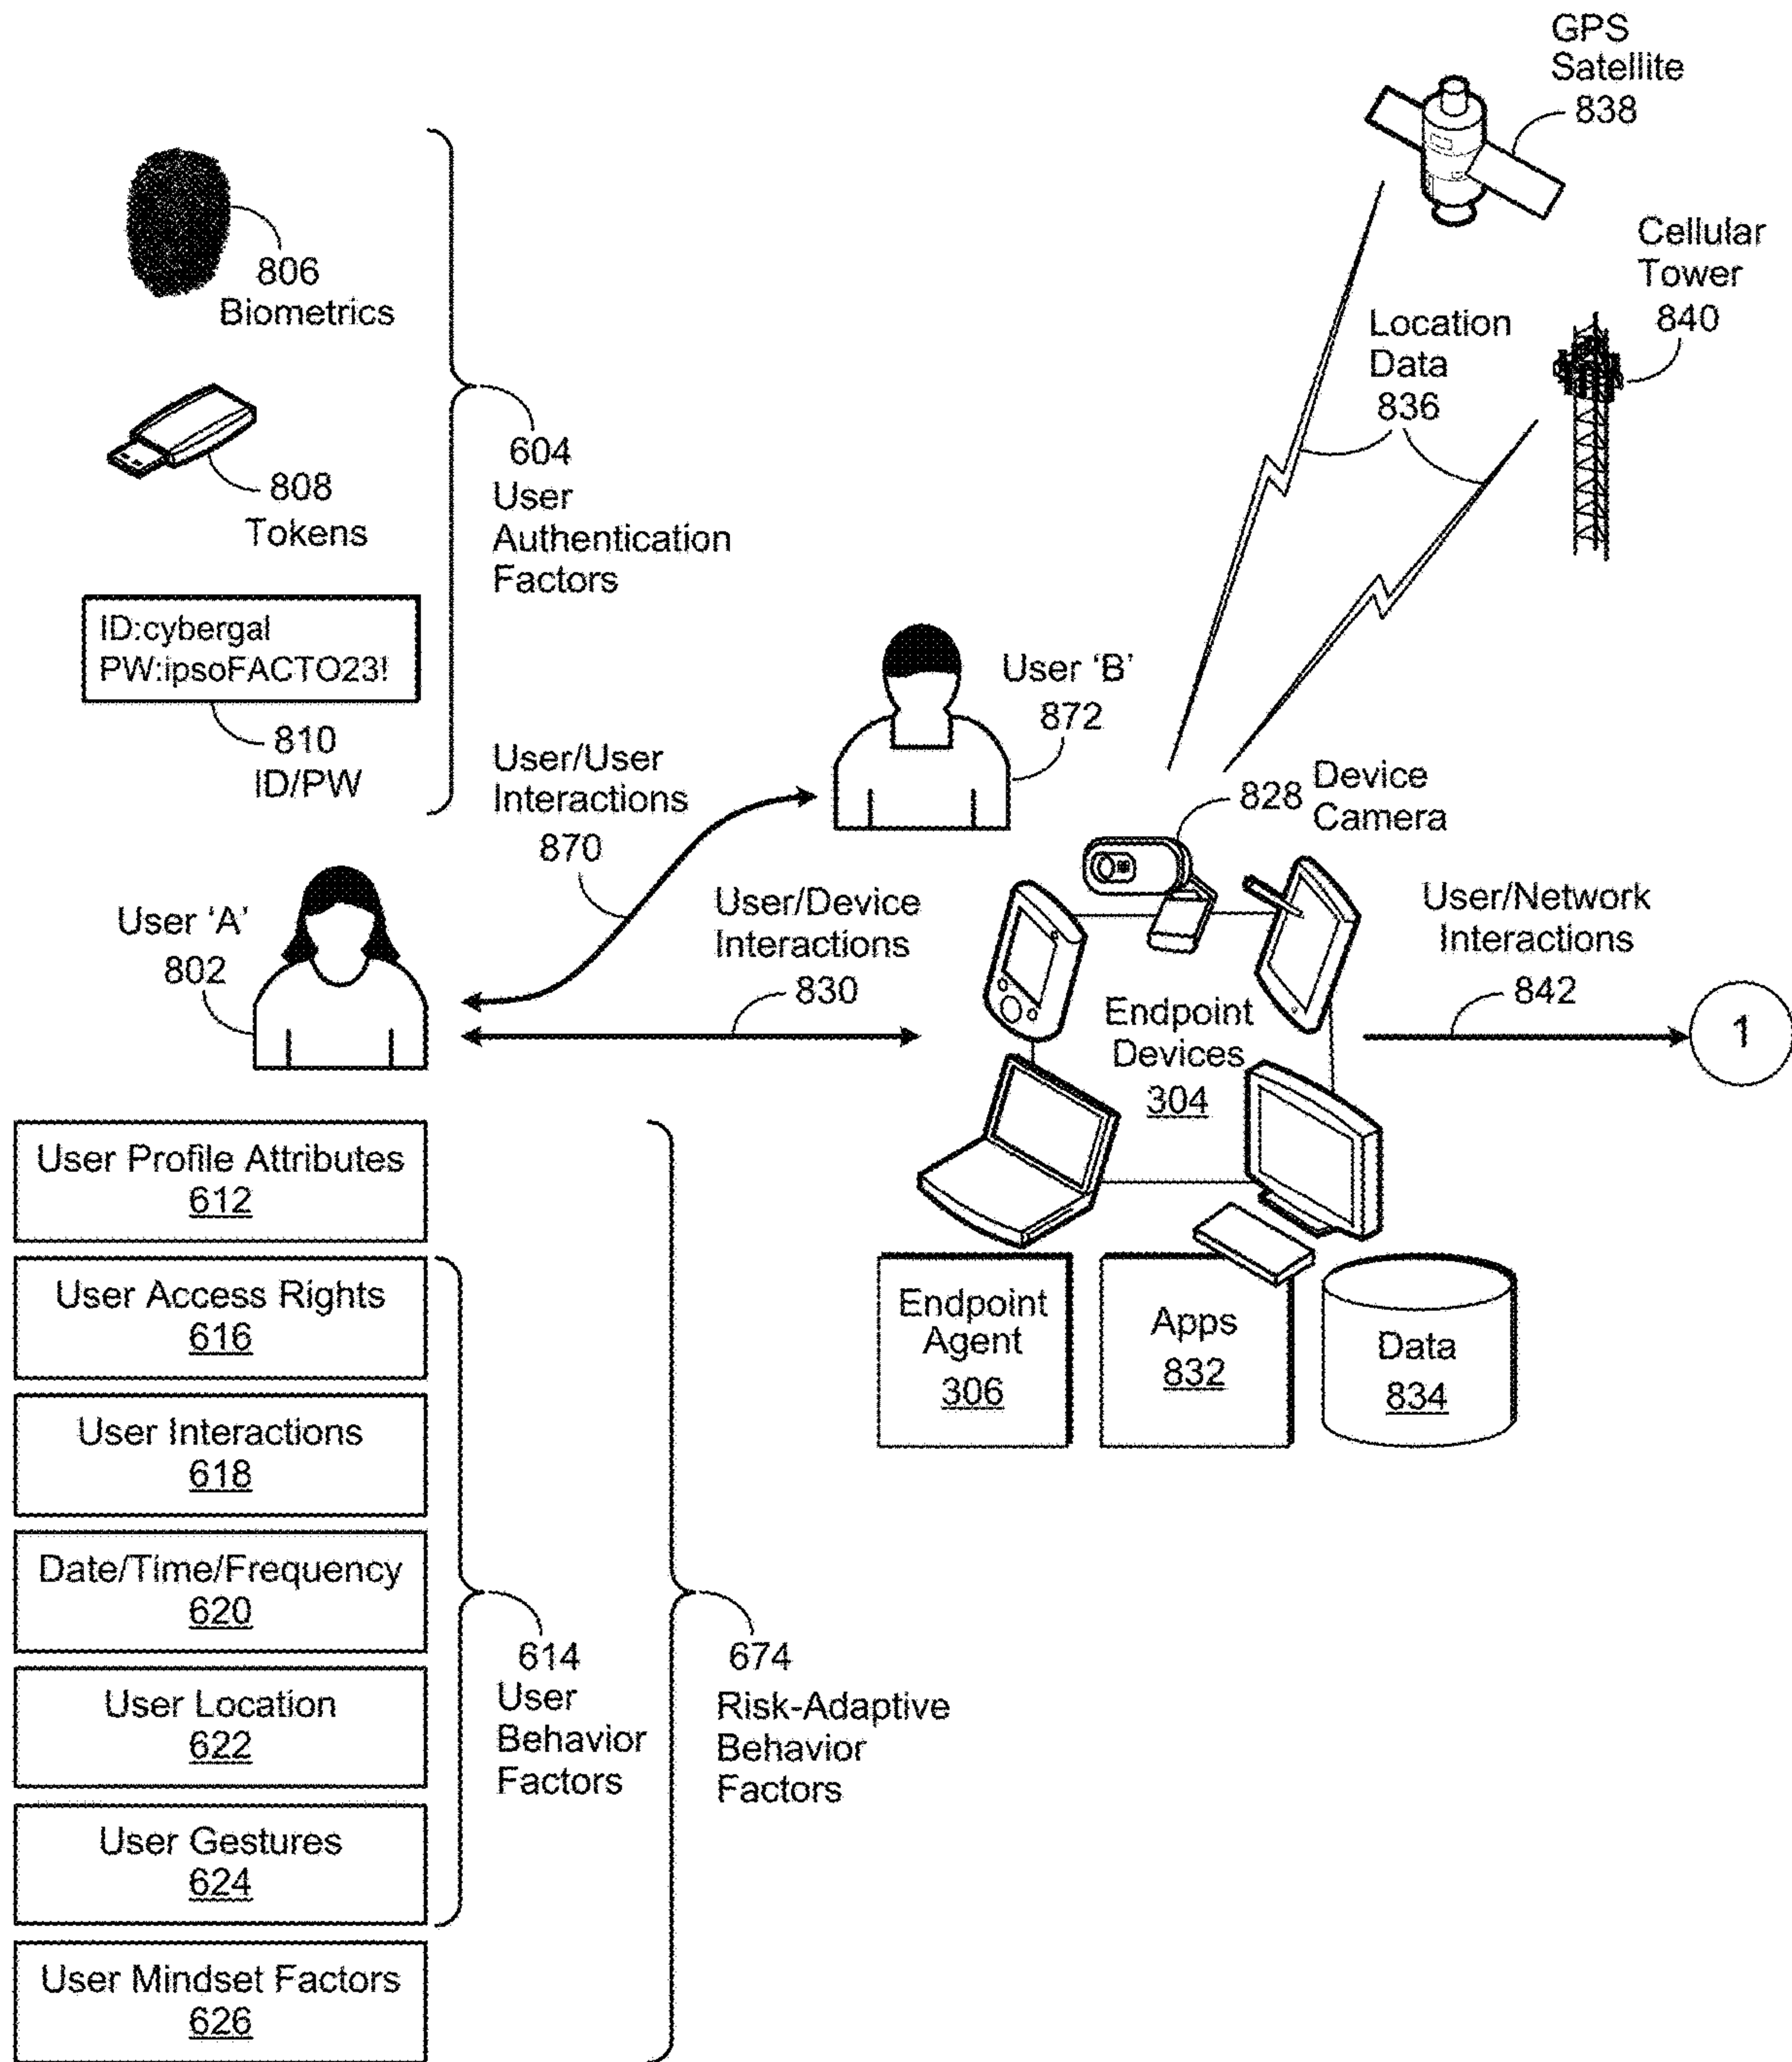 GPS
Satellite
838
Cellular
Tower
840
Location
Data
836
806
Biometrics
808
Tokens
ID:cybergal
PW:ipsoFACTO23!
810
ID/PW
604
User
Authentication
Factors
User 'B'
872
User/User
Interactions
870
828
Device
Camera
User 'A'
802
User/Device
Interactions
830
Endpoint
Devices
304
User/Network
Interactions
842
1
User Profile Attributes
612
User Access Rights
616
User Interactions
618
Date/Time/Frequency
620
User Location
622
User Gestures
624
User Mindset Factors
626
614
User
Behavior
Factors
674
Risk-Adaptive
Behavior
Factors
Endpoint
Agent
306
Apps
832
Data
834